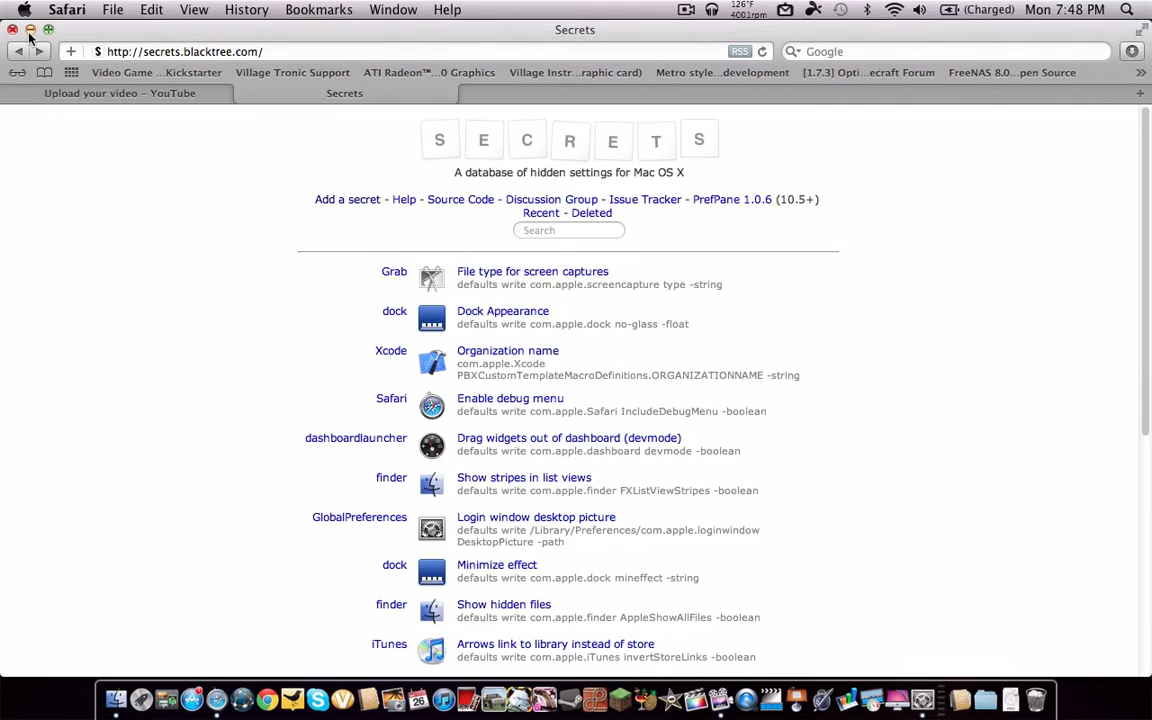 Safari File Edit View History Bookmarks Window Help 126°F 4001rpm (Charged) Mon 7:48 PM
Secrets
http://secrets.blacktree.com/ RSS Google
Video Game ...Kickstarter Village Tronic Support ATI Radeon™...0 Graphics Village Instr...raphic card) Metro style...development [1.7.3] Opti...ecraft Forum FreeNAS 8.0...pen Source
Upload your video – YouTube Secrets
SECRETS
A database of hidden settings for Mac OS X
Add a secret - Help - Source Code - Discussion Group - Issue Tracker - PrefPane 1.0.6 (10.5+)
Recent - Deleted
Search
Grab File type for screen captures
defaults write com.apple.screencapture type -string
dock Dock Appearance
defaults write com.apple.dock no-glass -float
Xcode Organization name
com.apple.Xcode
PBXCustomTemplateMacroDefinitions.ORGANIZATIONNAME -string
Safari Enable debug menu
defaults write com.apple.Safari IncludeDebugMenu -boolean
dashboardlauncher Drag widgets out of dashboard (devmode)
defaults write com.apple.dashboard devmode -boolean
finder Show stripes in list views
defaults write com.apple.finder FXListViewStripes -boolean
GlobalPreferences Login window desktop picture
defaults write /Library/Preferences/com.apple.loginwindow
DesktopPicture -path
dock Minimize effect
defaults write com.apple.dock mineffect -string
finder Show hidden files
defaults write com.apple.finder AppleShowAllFiles -boolean
iTunes Arrows link to library instead of store
defaults write com.apple.iTunes invertStoreLinks -boolean
26